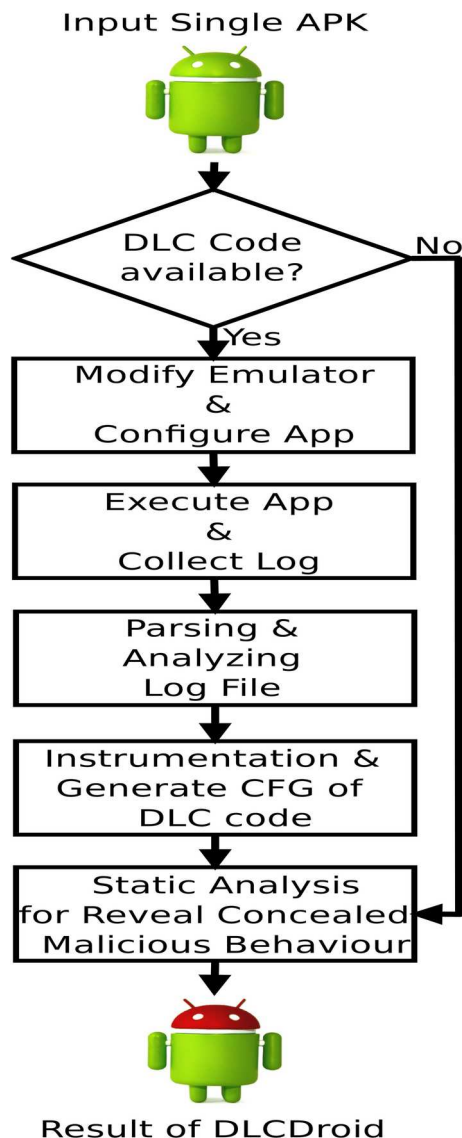 Input Single APK
DLC Code
available?
No
Yes
Modify Emulator
&
Configure App
Execute App
&
Collect Log
Parsing &
Analyzing
Log File
Instrumentation &
Generate CFG of
DLC code
Static Analysis
for Reveal Concealed
Malicious Behaviour
Result of DLCDroid